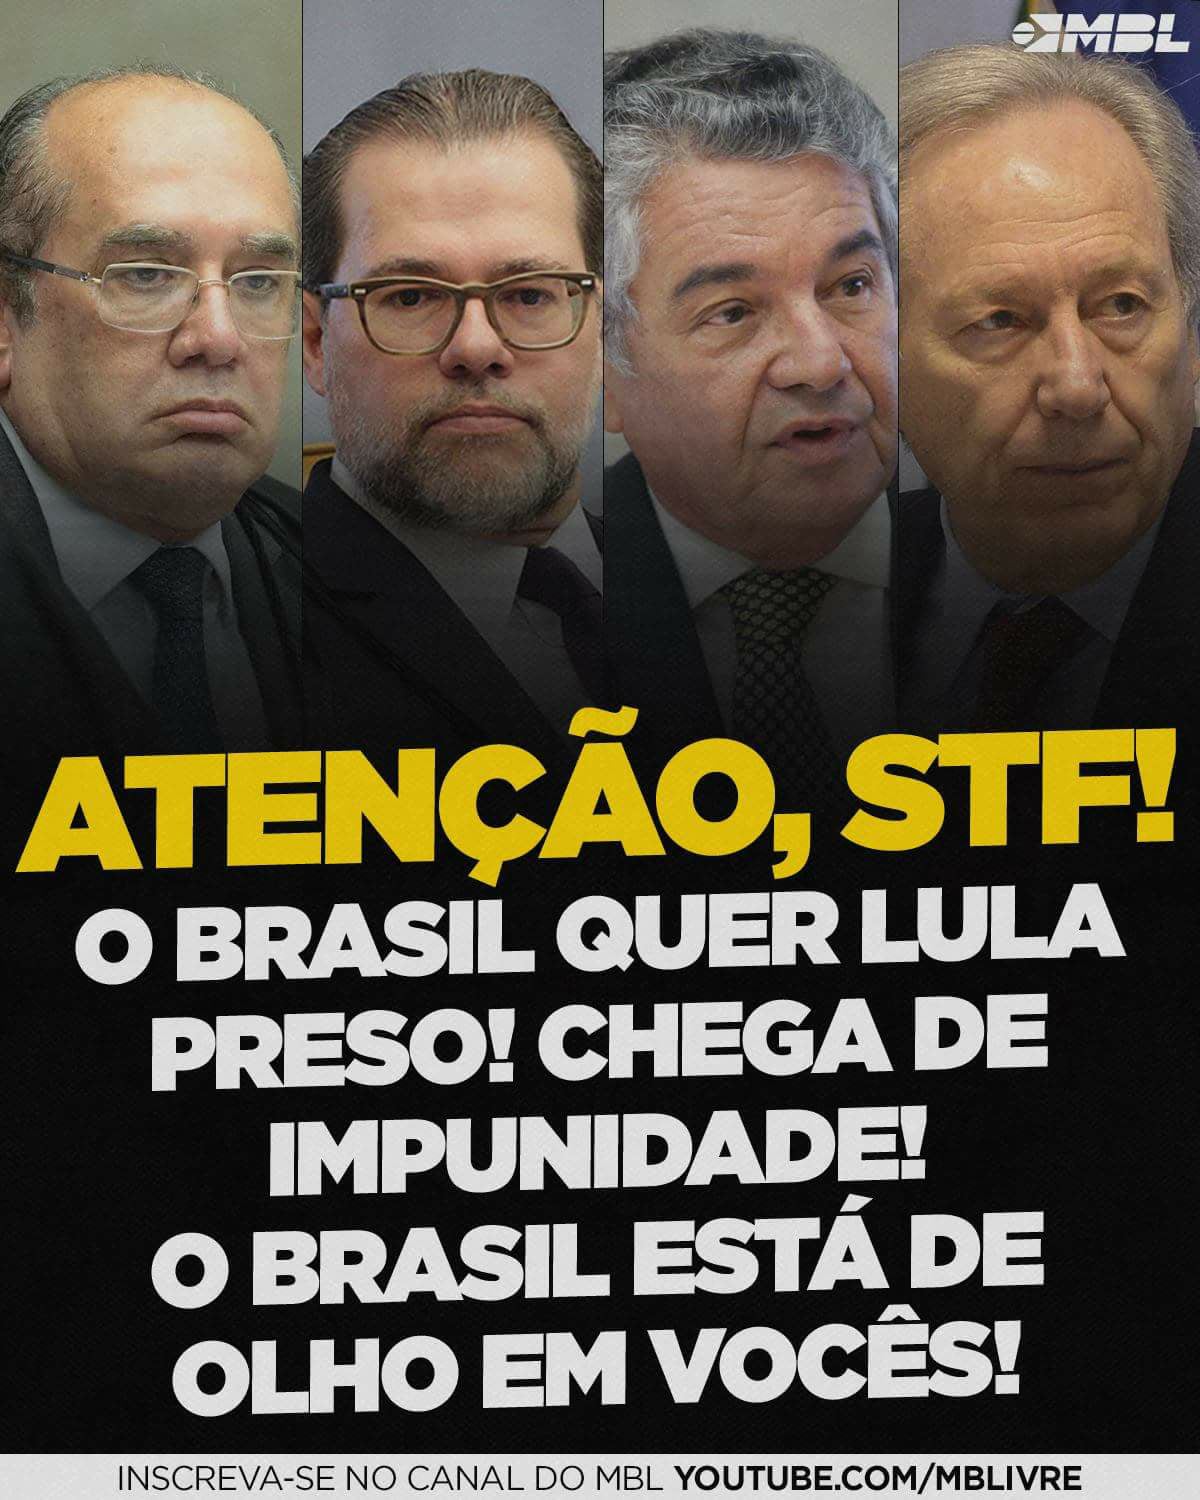 MBL
ATENÇÃO, STF!
O BRASIL QUER LULA
PRESO! CHEGA DE
IMPUNIDADE!
O BRASIL ESTÁ DE
OLHO EM VOCÊS!
INSCREVA-SE NO CANAL DO MBL YOUTUBE.COM/MBLIVRE